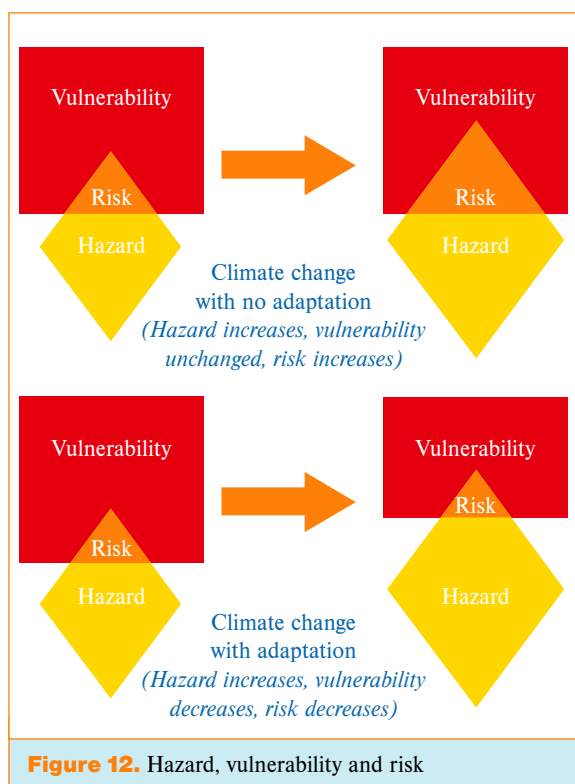 Vulnerability
Vulnerability
Risk
Risk
Hazard
Hazard
Climate change
with no adaptation
(Hazard increases, vulnerability
unchanged, risk increases)
Vulnerability
Vulnerability
Risk
Risk
Hazard
Hazard
Climate change
with adaptation
(Hazard increases, vulnerability
decreases, risk decreases)
Figure 12. Hazard, vulnerability and risk